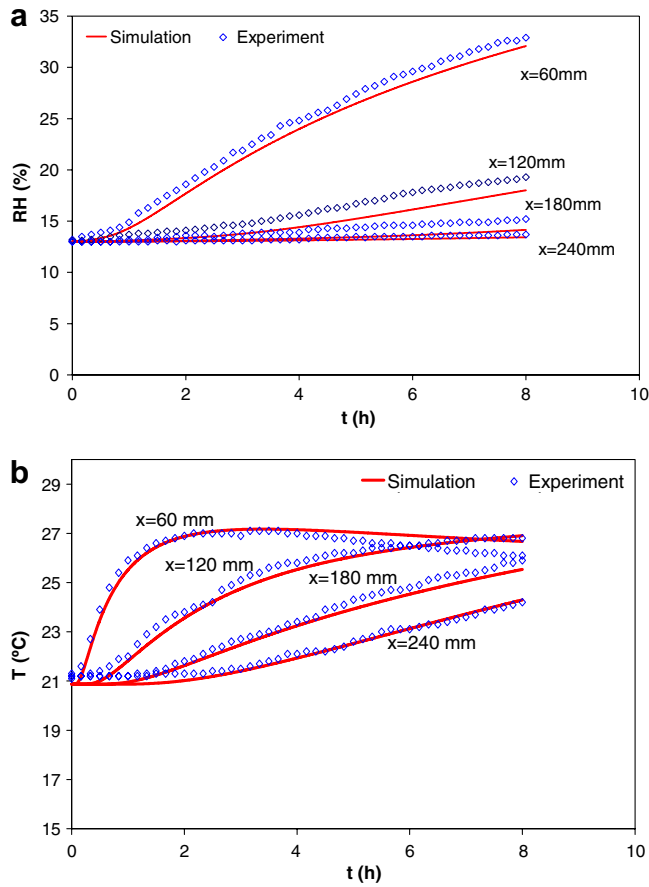 a
35
30
25
20
15
10
5
0
RH (%)
Simulation Experiment
x=60mm
x=120mm
x=180mm
x=240mm
0 2 4 6 8 10
t (h)
b
29
27
25
23
21
19
17
15
T (ºC)
Simulation Experiment
x=60 mm
x=120 mm
x=180 mm
x=240 mm
0 2 4 6 8 10
t (h)